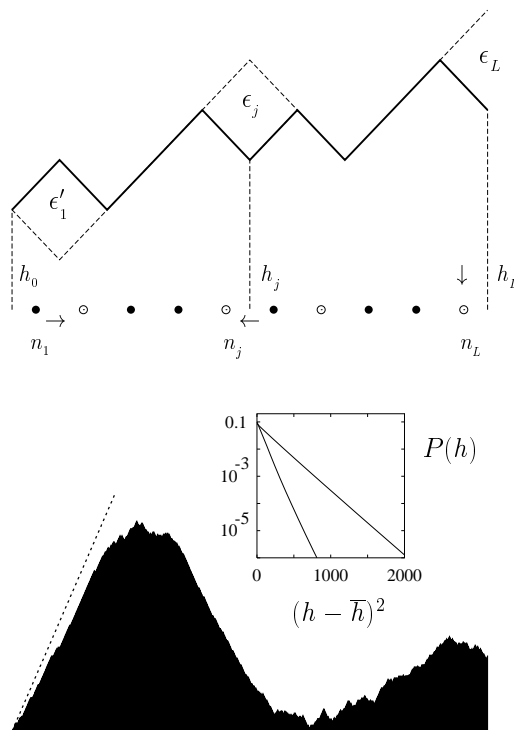 ϵ_L
ϵ_j
ϵ′_1
h_0 h_j ↓ h_L
→ ←
n_1 n_j n_L
0.1 P(h)
10^-3
10^-5
0 1000 2000
(h − h̅)^2